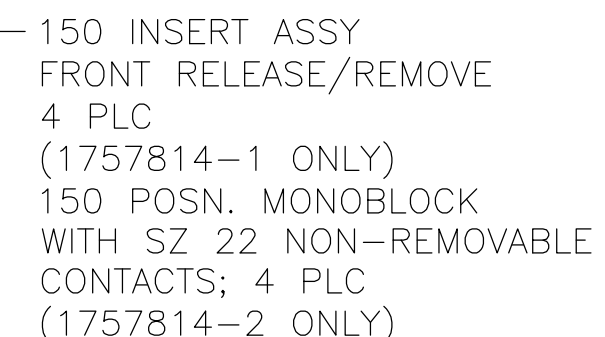 150 INSERT ASSY
FRONT RELEASE/REMOVE
4 PLC
(1757814-1 ONLY)
150 POSN. MONOBLOCK
WITH SZ 22 NON-REMOVABLE
CONTACTS; 4 PLC
(1757814-2 ONLY)